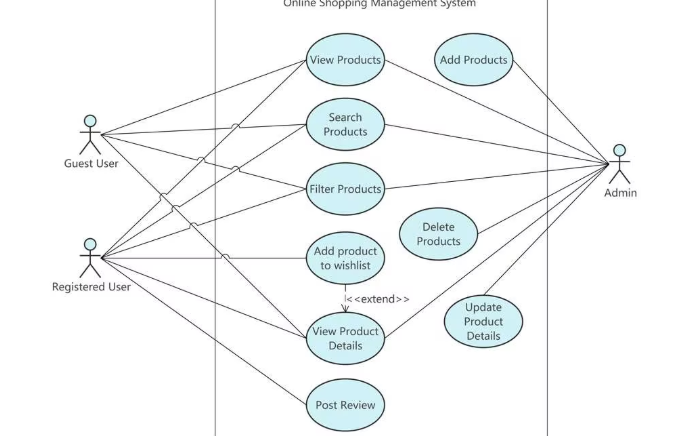 Online Shopping Management System
View Products
Add Products
Search
Products
Guest User
Filter Products
Admin
Delete
Products
Add product
to wishlist
Registered User
<<extend>>
View Product
Details
Update
Product
Details
Post Review